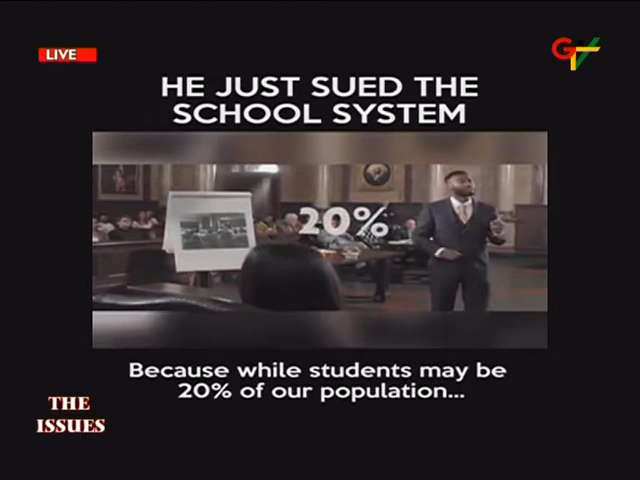 LIVE
GTV
HE JUST SUED THE
SCHOOL SYSTEM
20%
Because while students may be
20% of our population...
THE
ISSUES